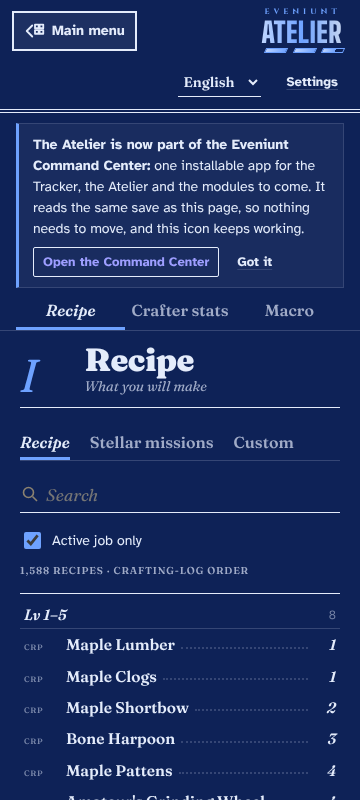 Main menu
EVENIUNT
ATELIER
English
Settings
The Atelier is now part of the Eveniunt
Command Center: one installable app for the
Tracker, the Atelier and the modules to come. It
reads the same save as this page, so nothing
needs to move, and this icon keeps working.
Open the Command Center
Got it
Recipe
Crafter stats
Macro
I
Recipe
What you will make
Recipe
Stellar missions
Custom
Search
Active job only
1,588 RECIPES · CRAFTING-LOG ORDER
Lv 1–5 8
CRP Maple Lumber 1
CRP Maple Clogs 1
CRP Maple Shortbow 2
CRP Bone Harpoon 3
CRP Maple Pattens 4